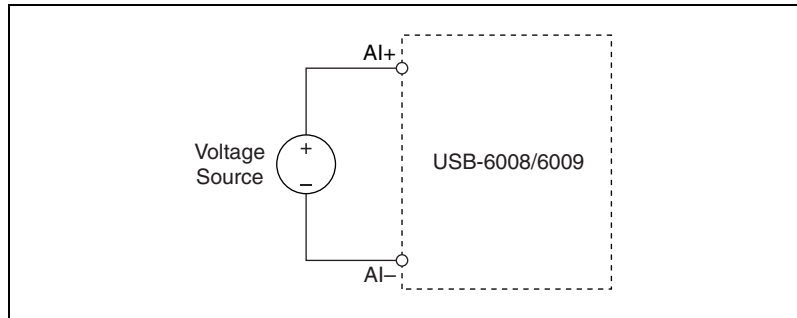 AI+
+
Voltage
Source
–
USB-6008/6009
AI–